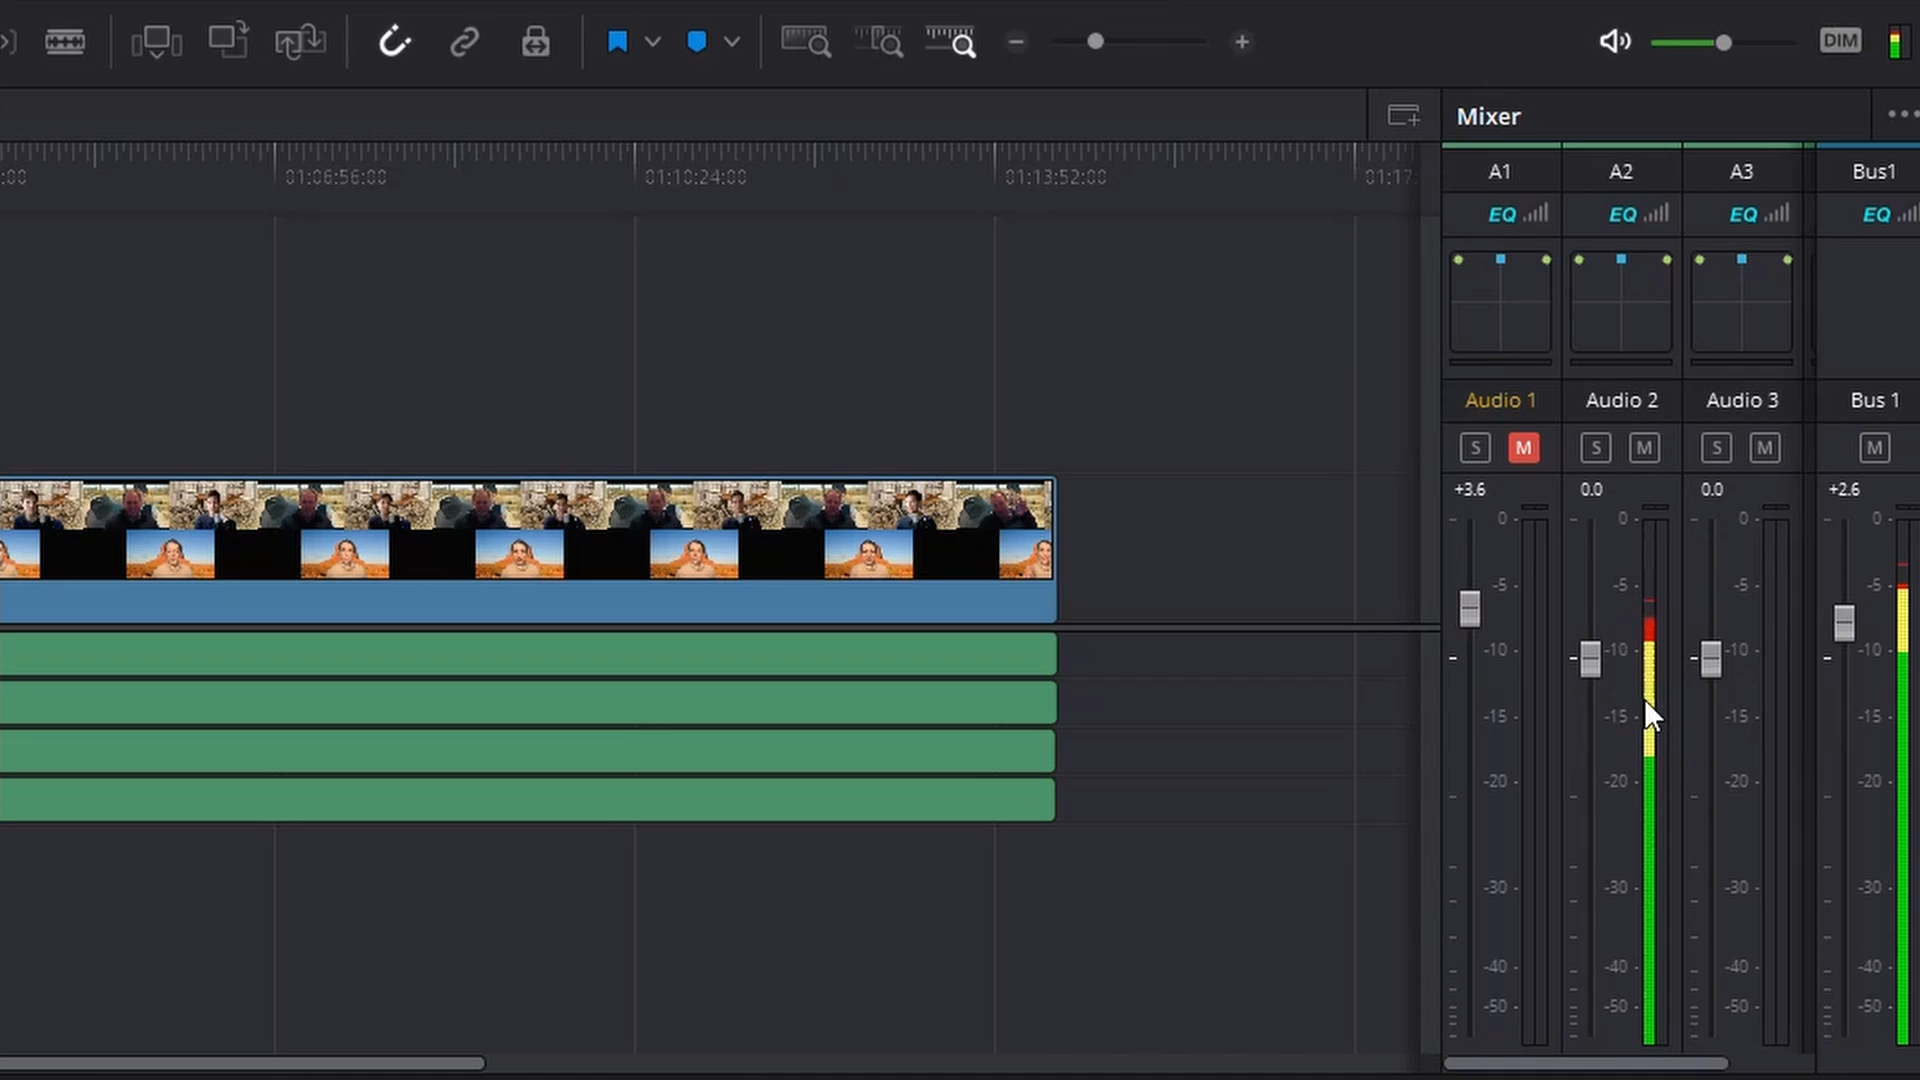 DIM
Mixer
:00 01:06:56:00 01:10:24:00 01:13:52:00 01:17:
A1 A2 A3 Bus1
EQ EQ EQ EQ
Audio 1 Audio 2 Audio 3 Bus 1
S M S M S M M
+3.6 0.0 0.0 +2.6
0- 0- 0- 0-
-5- -5- -5- -5-
-10- -10- -10- -10-
-15- -15- -15- -15-
-20- -20- -20- -20-
-30- -30- -30- -30-
-40- -40- -40- -40-
-50- -50- -50- -50-